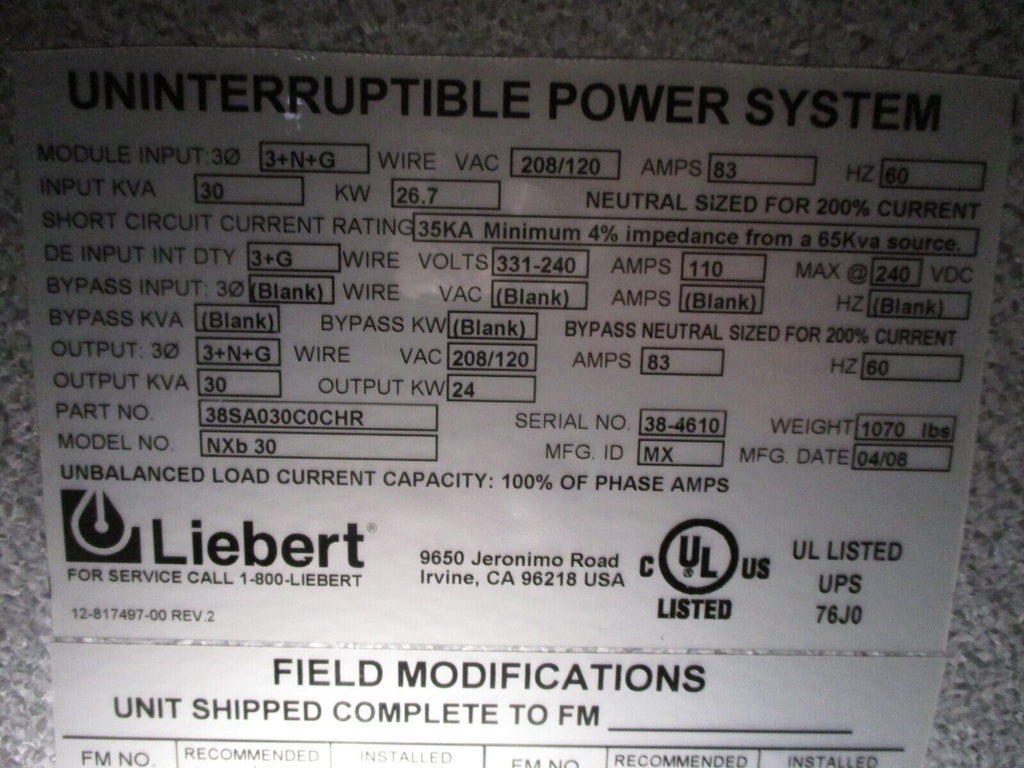 UNINTERRUPTIBLE POWER SYSTEM
MODULE INPUT:3Ø 3+N+G WIRE VAC 208/120 AMPS 83 HZ 60
INPUT KVA 30 KW 26.7 NEUTRAL SIZED FOR 200% CURRENT
SHORT CIRCUIT CURRENT RATING 35KA Minimum 4% impedance from a 65Kva source.
DE INPUT INT DTY 3+G WIRE VOLTS 331-240 AMPS 110 MAX @ 240 VDC
BYPASS INPUT: 3Ø (Blank) WIRE VAC (Blank) AMPS (Blank) HZ (Blank)
BYPASS KVA (Blank) BYPASS KW (Blank) BYPASS NEUTRAL SIZED FOR 200% CURRENT
OUTPUT: 3Ø 3+N+G WIRE VAC 208/120 AMPS 83 HZ 60
OUTPUT KVA 30 OUTPUT KW 24
PART NO. 38SA030C0CHR SERIAL NO. 38-4610 WEIGHT 1070 lbs
MODEL NO. NXb 30 MFG. ID MX MFG. DATE 04/08
UNBALANCED LOAD CURRENT CAPACITY: 100% OF PHASE AMPS
Liebert®
FOR SERVICE CALL 1-800-LIEBERT
9650 Jeronimo Road
Irvine, CA 96218 USA
C UL® US
LISTED
UL LISTED
UPS
76J0
12-817497-00 REV.2
FIELD MODIFICATIONS
UNIT SHIPPED COMPLETE TO FM
FM NO. RECOMMENDED INSTALLED FM NO. RECOMMENDED INSTALLED